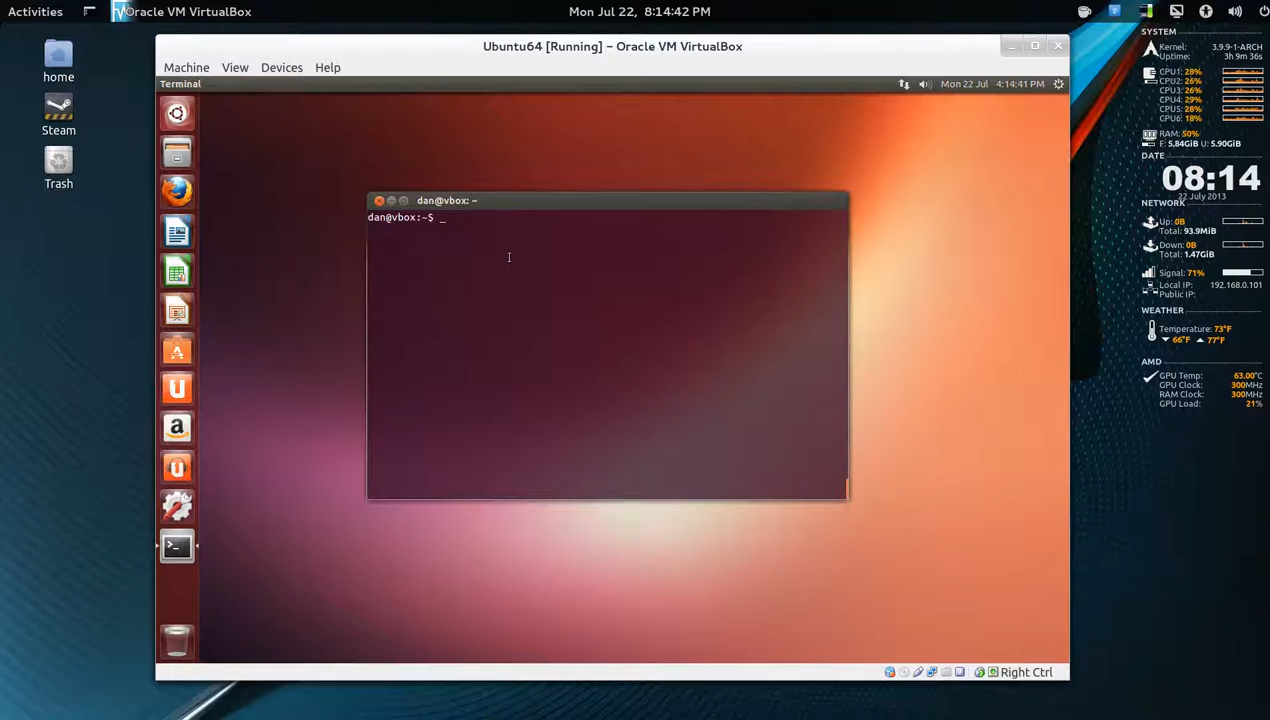 Activities
Oracle VM VirtualBox
Mon Jul 22, 8:14:42 PM
home
Steam
Trash
Ubuntu64 [Running] – Oracle VM VirtualBox
Machine View Devices Help
Terminal
Mon 22 Jul 4:14:41 PM
dan@vbox: ~
dan@vbox:~$ _
Right Ctrl
SYSTEM
Kernel: 3.9.9-1-ARCH
Uptime: 3h 9m 36s
CPU1: 28%
CPU2: 26%
CPU3: 26%
CPU4: 29%
CPU5: 28%
CPU6: 18%
RAM: 50%
F: 5.84GiB U: 5.90GiB
DATE
08:14
22 July 2013
NETWORK
Up: 0B
Total: 93.9MiB
Down: 0B
Total: 1.47GiB
Signal: 71%
Local IP: 192.168.0.101
Public IP:
WEATHER
Temperature: 73°F
66°F 77°F
AMD
GPU Temp: 63.00°C
GPU Clock: 300MHz
RAM Clock: 300MHz
GPU Load: 21%